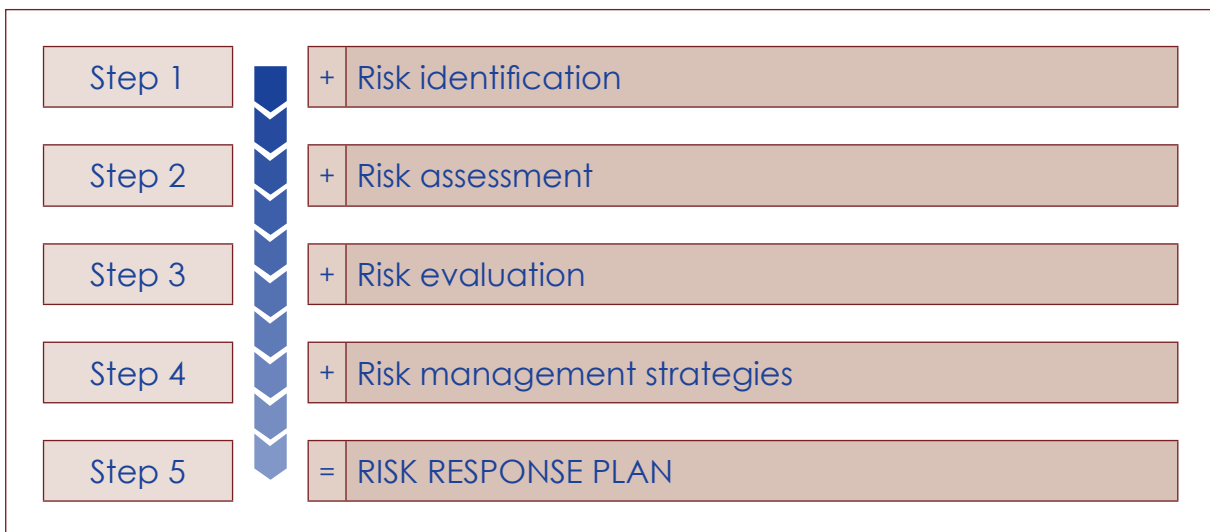 Step 1 + Risk identification
Step 2 + Risk assessment
Step 3 + Risk evaluation
Step 4 + Risk management strategies
Step 5 = RISK RESPONSE PLAN